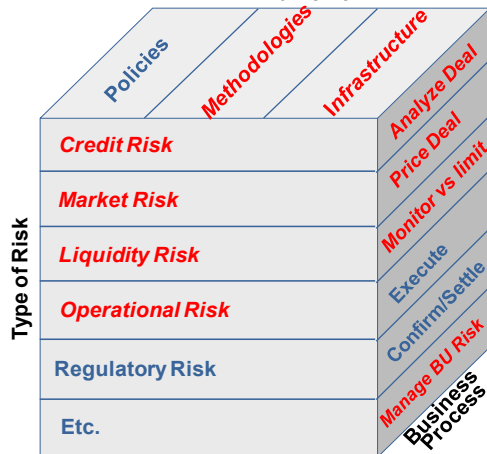 Policies
Methodologies
Infrastructure
Credit Risk
Market Risk
Liquidity Risk
Operational Risk
Regulatory Risk
Etc.
Type of Risk
Analyze Deal
Price Deal
Monitor vs limit
Execute
Confirm/Settle
Manage BU Risk
Business
Process